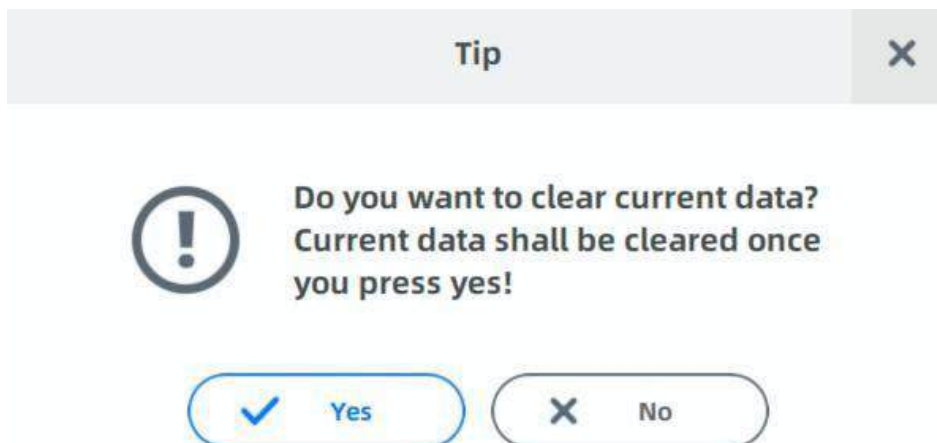 Tip
Do you want to clear current data?
Current data shall be cleared once
you press yes!
Yes
No